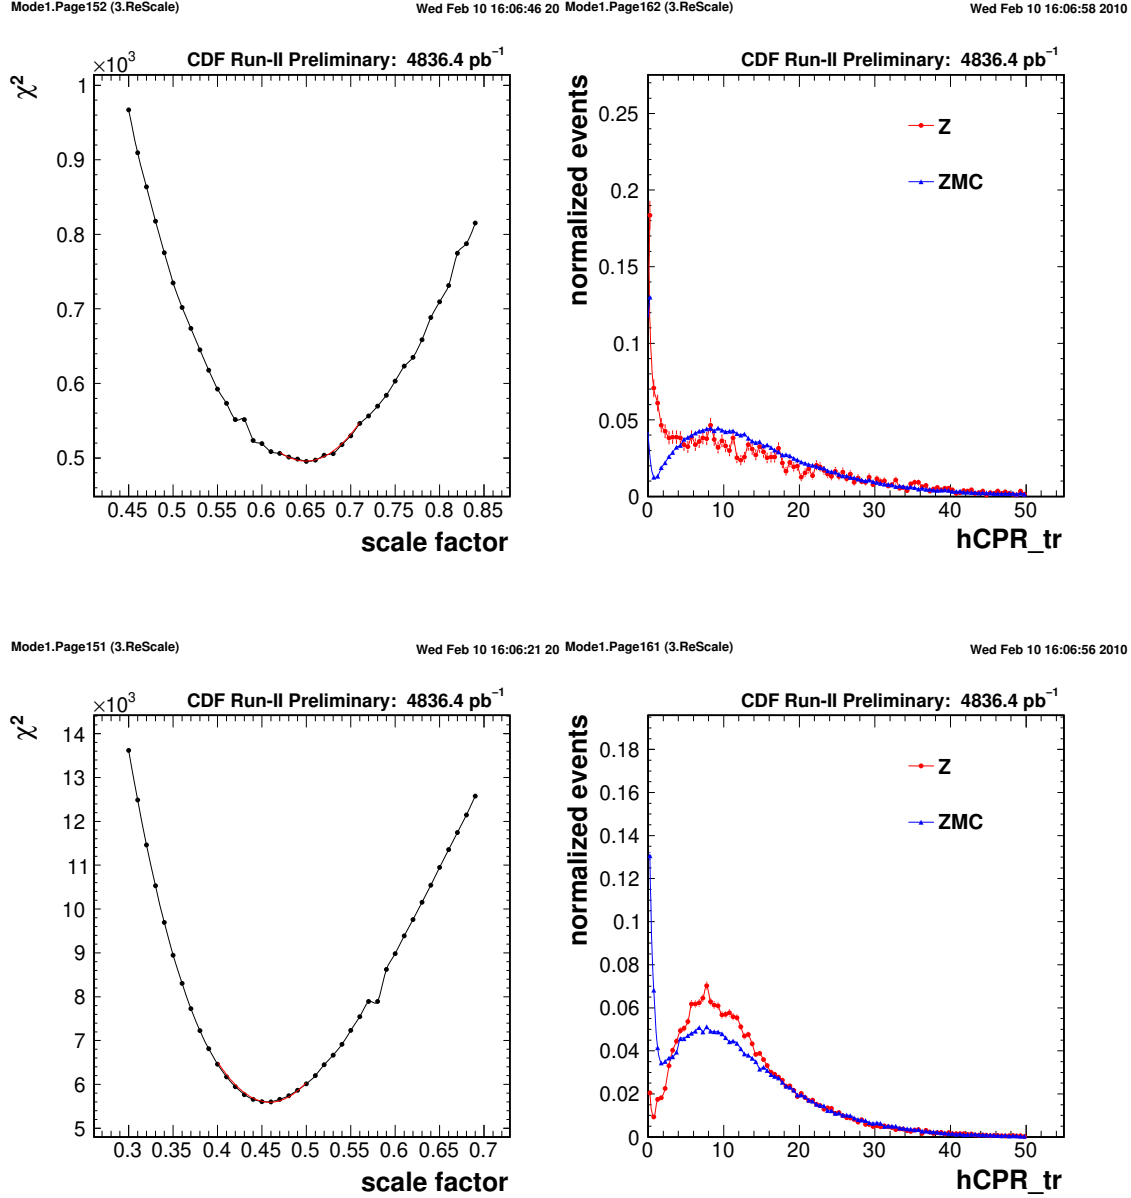 Mode1.Page152 (3.ReScale)
Wed Feb 10 16:06:46 20
×10³
CDF Run-II Preliminary: 4836.4 pb⁻¹
χ²
1
0.9
0.8
0.7
0.6
0.5
0.45 0.5 0.55 0.6 0.65 0.7 0.75 0.8 0.85
scale factor
Mode1.Page162 (3.ReScale)
Wed Feb 10 16:06:58 2010
CDF Run-II Preliminary: 4836.4 pb⁻¹
normalized events
0.25
0.2
0.15
0.1
0.05
0
Z
ZMC
0 10 20 30 40 50
hCPR_tr
Mode1.Page151 (3.ReScale)
Wed Feb 10 16:06:21 20
×10³
CDF Run-II Preliminary: 4836.4 pb⁻¹
χ²
14
13
12
11
10
9
8
7
6
5
0.3 0.35 0.4 0.45 0.5 0.55 0.6 0.65 0.7
scale factor
Mode1.Page161 (3.ReScale)
Wed Feb 10 16:06:56 2010
CDF Run-II Preliminary: 4836.4 pb⁻¹
normalized events
0.18
0.16
0.14
0.12
0.1
0.08
0.06
0.04
0.02
0
Z
ZMC
0 10 20 30 40 50
hCPR_tr